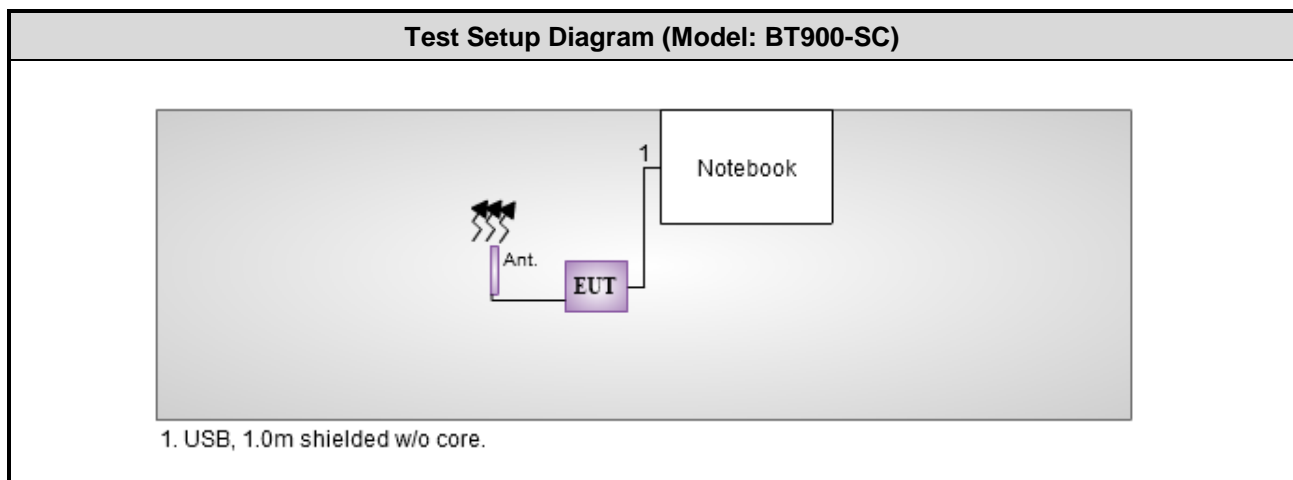 Test Setup Diagram (Model: BT900-SC)
1
Notebook
Ant.
EUT
1. USB, 1.0m shielded w/o core.